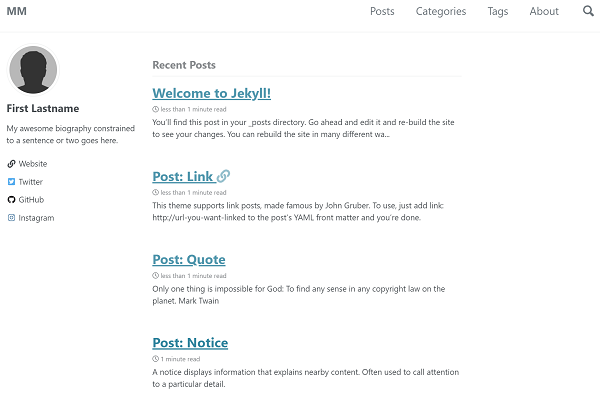 MM
Posts Categories Tags About
First Lastname
My awesome biography constrained
to a sentence or two goes here.
Website
Twitter
GitHub
Instagram
Recent Posts
Welcome to Jekyll!
less than 1 minute read
You'll find this post in your _posts directory. Go ahead and edit it and re-build the site
to see your changes. You can rebuild the site in many different wa...
Post: Link
less than 1 minute read
This theme supports link posts, made famous by John Gruber. To use, just add link:
http://url-you-want-linked to the post's YAML front matter and you're done.
Post: Quote
less than 1 minute read
Only one thing is impossible for God: To find any sense in any copyright law on the
planet. Mark Twain
Post: Notice
1 minute read
A notice displays information that explains nearby content. Often used to call attention
to a particular detail.